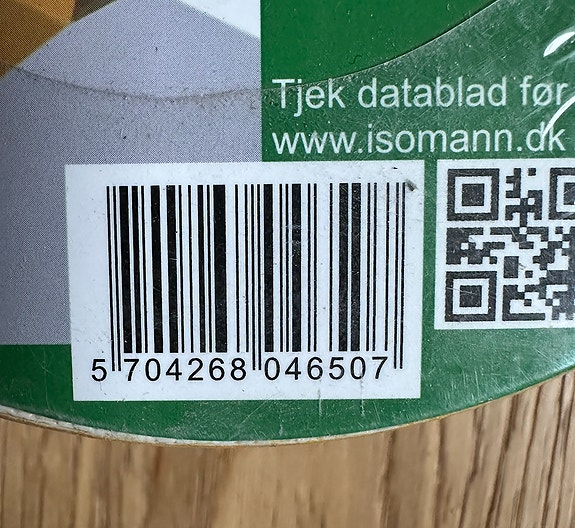 Tjek datablad før
www.isomann.dk
5 704268 046507